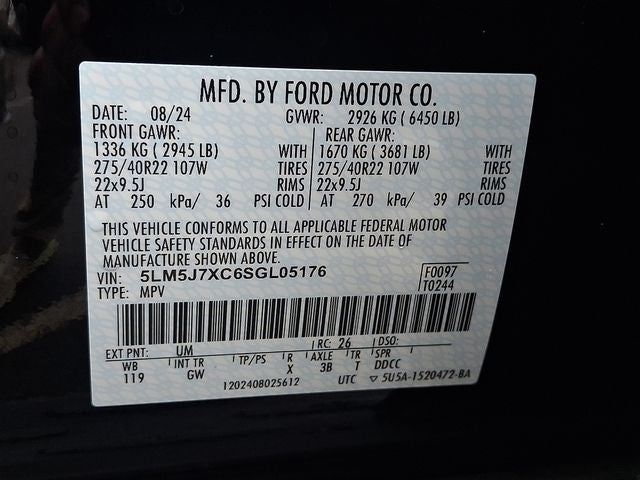 MFD. BY FORD MOTOR CO.
DATE: 08/24 GVWR: 2926 KG ( 6450 LB)
FRONT GAWR: REAR GAWR:
1336 KG ( 2945 LB) WITH 1670 KG ( 3681 LB) WITH
275/40R22 107W TIRES 275/40R22 107W TIRES
22x9.5J RIMS 22x9.5J RIMS
AT 250 kPa/ 36 PSI COLD AT 270 kPa/ 39 PSI COLD
THIS VEHICLE CONFORMS TO ALL APPLICABLE FEDERAL MOTOR
VEHICLE SAFETY STANDARDS IN EFFECT ON THE DATE OF
MANUFACTURE SHOWN ABOVE.
VIN: 5LM5J7XC6SGL05176 F0097
TYPE: MPV T0244
EXT PNT: UM RC: 26 DSO:
WB INT TR TP/PS R AXLE TR SPR
119 GW X 3B T DDCC
1202408025612 UTC ▽ 5U5A-1520472-BA